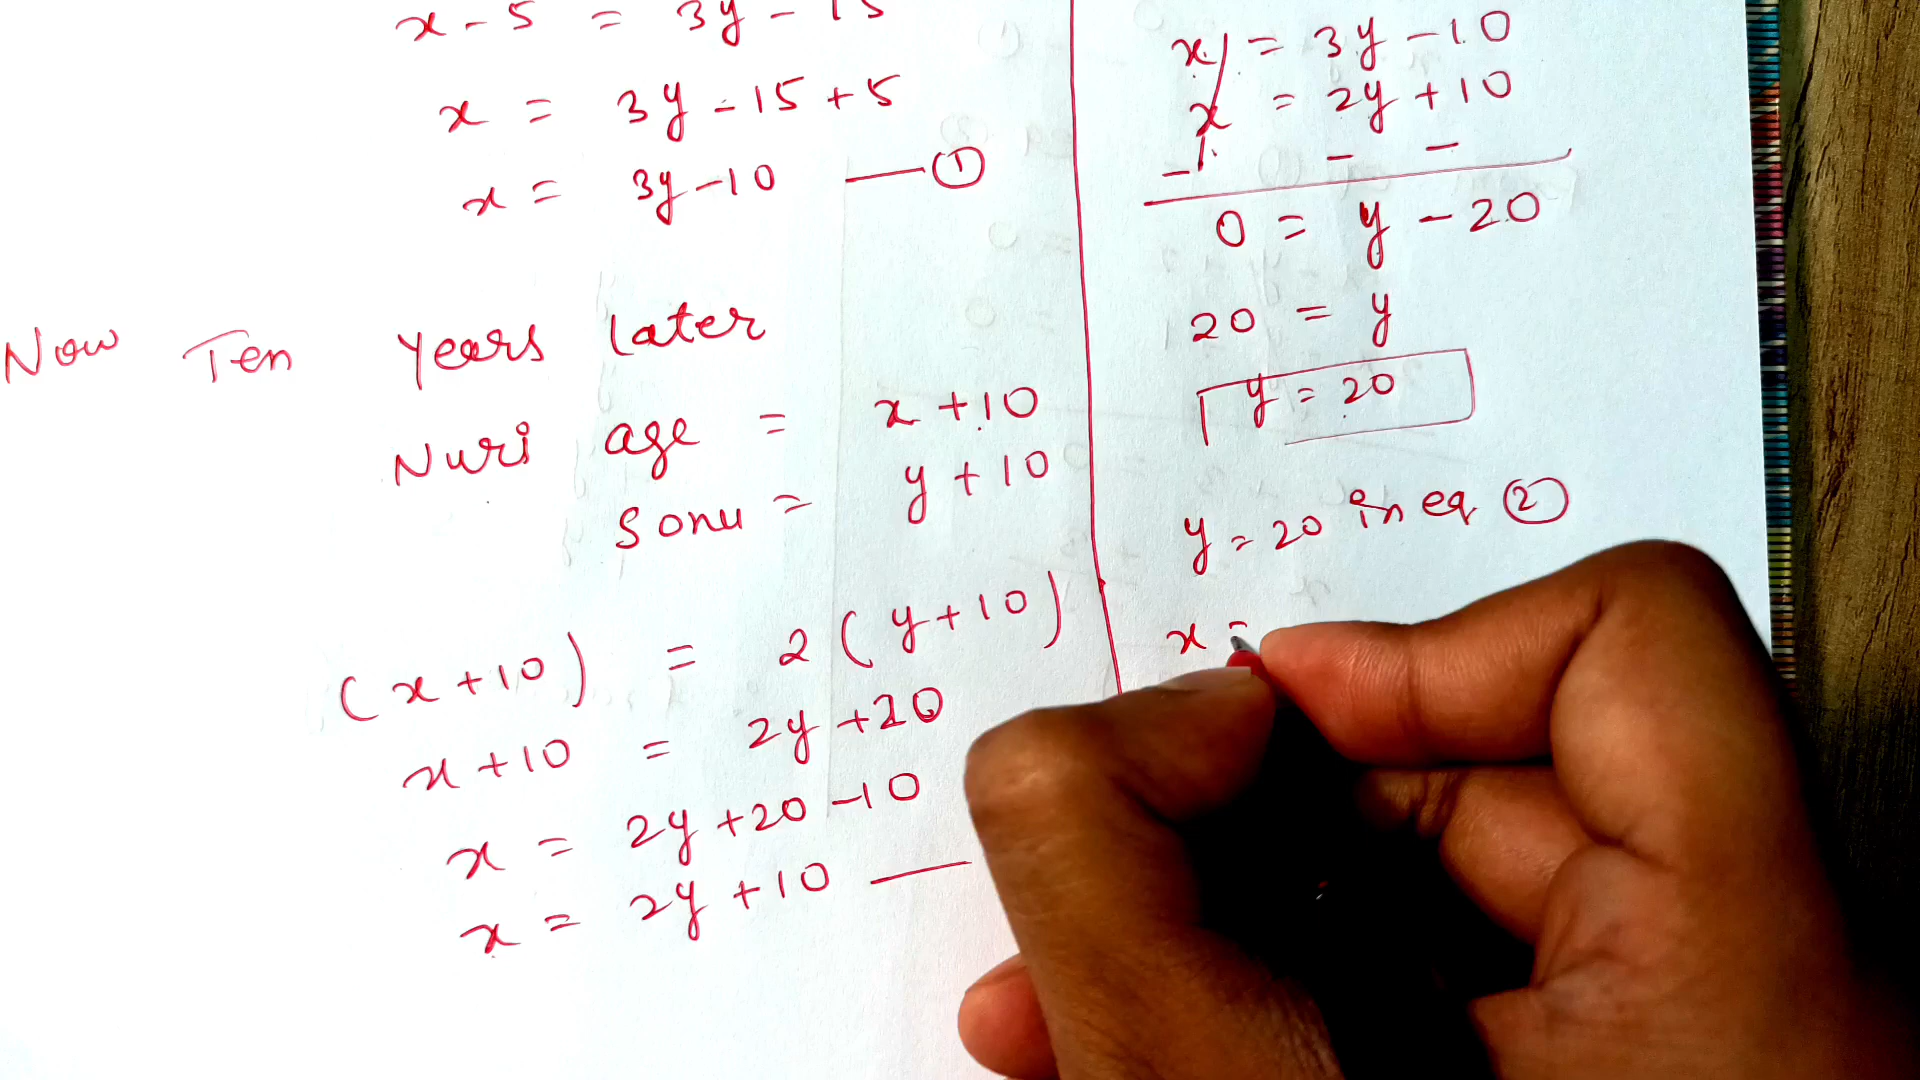 x - 5 = 3y - 15
x = 3y - 15 + 5
x = 3y - 10 — ①
Now Ten Years later
Nuri age = x + 10
Sonu = y + 10
(x + 10) = 2 (y + 10)
x + 10 = 2y + 20
x = 2y + 20 - 10
x = 2y + 10 —
x = 3y - 10
x = 2y + 10
- - -
0 = y - 20
20 = y
y = 20
y = 20 in eq ②
x =